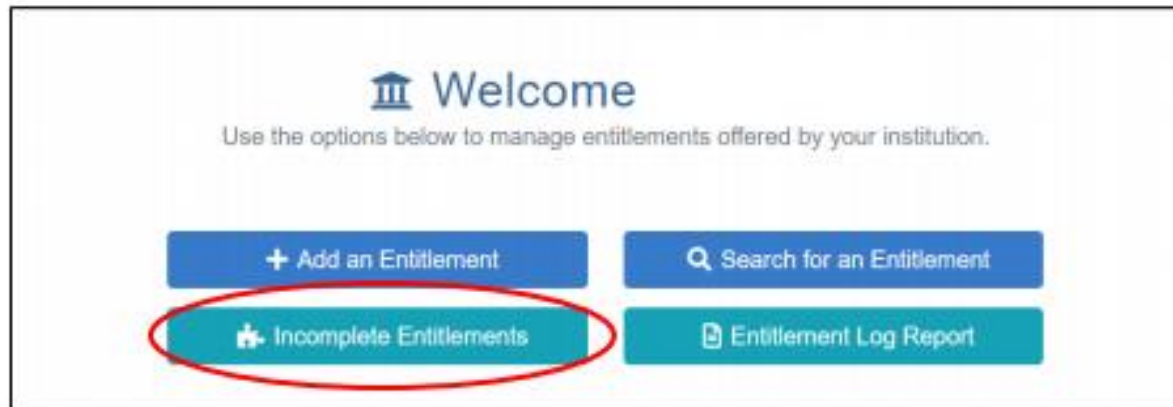 Welcome
Use the options below to manage entitlements offered by your institution.
Add an Entitlement
Search for an Entitlement
Incomplete Entitlements
Entitlement Log Report